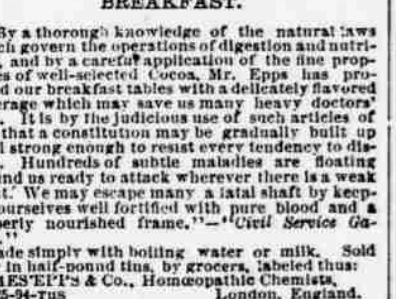 BREAKFAST.
By a thorough knowledge of the natural laws
ch govern the operations of digestion and nutri-
, and by a careful application of the fine prop-
es of well-selected Cocoa, Mr. Epps has pro-
d our breakfast tables with a delicately flavored
erage which may save us many heavy doctors'
. It is by the judicious use of such articles of
that a constitution may be gradually built up
l strong enough to resist every tendency to dis-
. Hundreds of subtle maladies are floating
und us ready to attack wherever there is a weak
t. We may escape many a fatal shaft by keep-
ourselves well fortified with pure blood and a
perly nourished frame."—"Civil Service Ga-
."
ade simply with boiling water or milk. Sold
y in half-pound tins, by grocers, labeled thus:
MES EPPS & Co., Homœopathic Chemists,
5-94-TUS London, England.